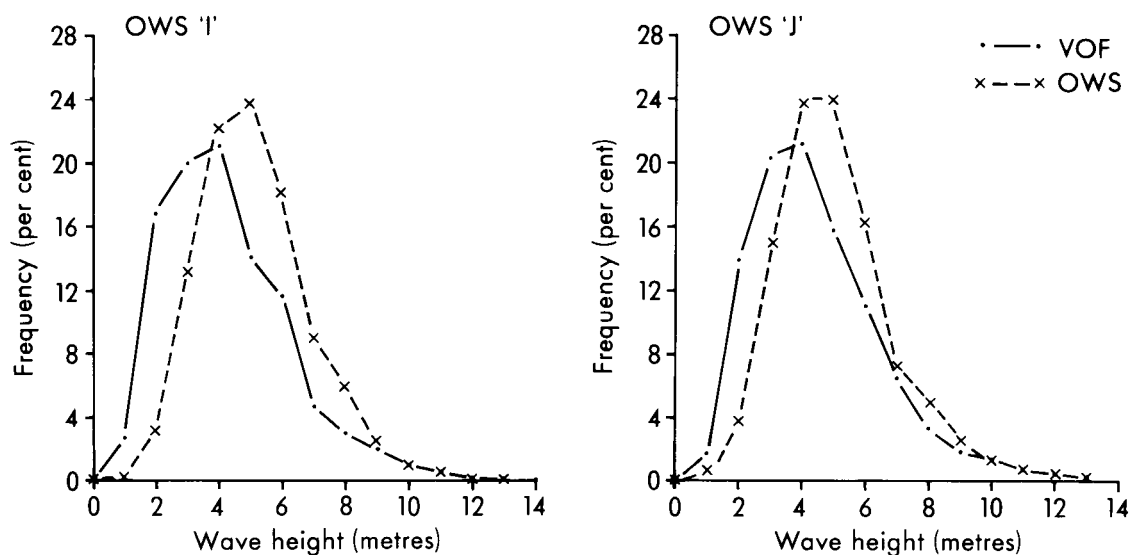 OWS 'I'
28
24
20
16
12
8
4
0
Frequency (per cent)
0 2 4 6 8 10 12 14
Wave height (metres)
OWS 'J'
VOF
OWS
28
24
20
16
12
8
4
0
Frequency (per cent)
0 2 4 6 8 10 12 14
Wave height (metres)